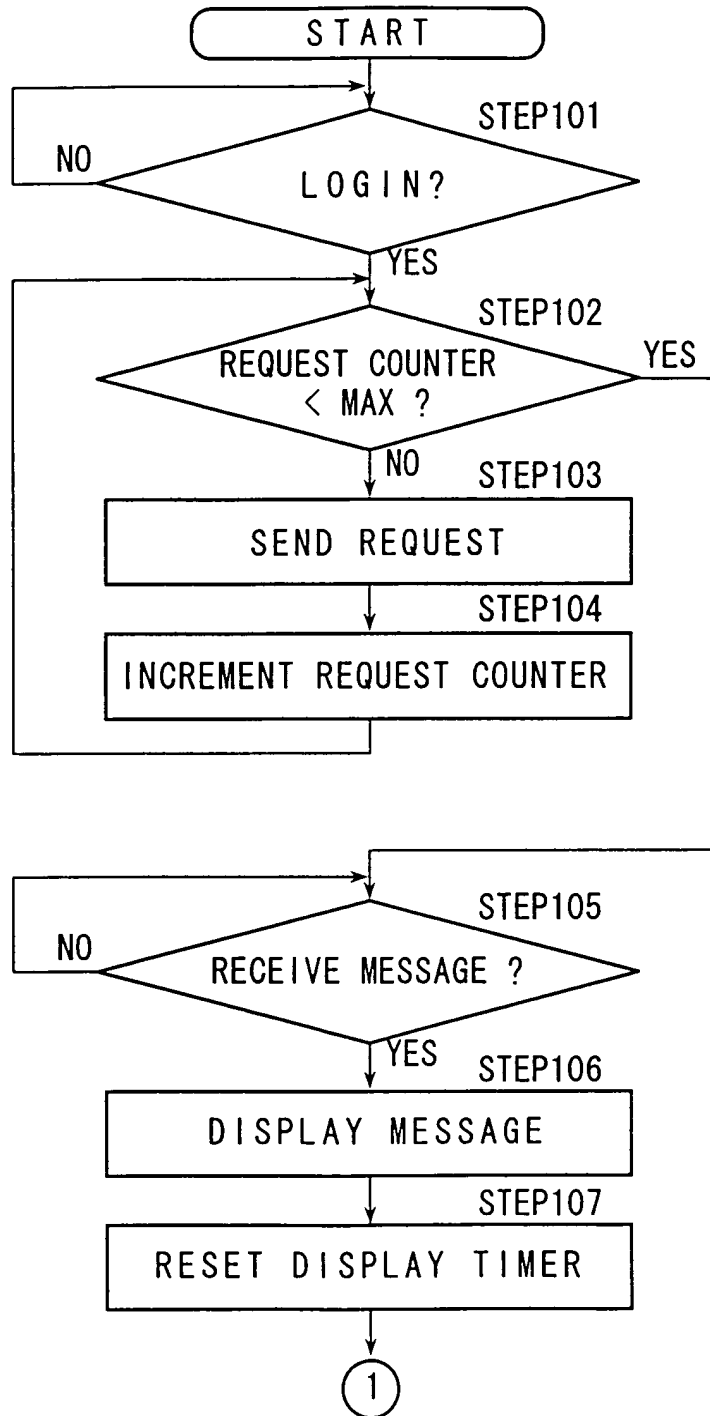 START
STEP101
NO
LOGIN?
YES
STEP102
REQUEST COUNTER
< MAX ?
YES
NO
STEP103
SEND REQUEST
STEP104
INCREMENT REQUEST COUNTER
STEP105
NO
RECEIVE MESSAGE ?
YES
STEP106
DISPLAY MESSAGE
STEP107
RESET DISPLAY TIMER
1